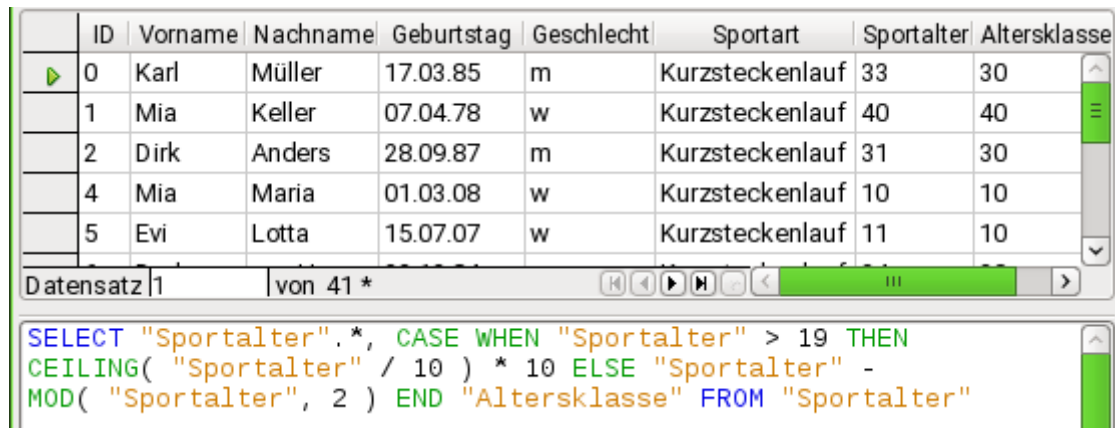 ID Vorname Nachname Geburtstag Geschlecht Sportart Sportalter Altersklasse
0 Karl Müller 17.03.85 m Kurzsteckenlauf 33 30
1 Mia Keller 07.04.78 w Kurzsteckenlauf 40 40
2 Dirk Anders 28.09.87 m Kurzsteckenlauf 31 30
4 Mia Maria 01.03.08 w Kurzsteckenlauf 10 10
5 Evi Lotta 15.07.07 w Kurzsteckenlauf 11 10
Datensatz 1 von 41 *
SELECT "Sportalter".*, CASE WHEN "Sportalter" > 19 THEN
CEILING( "Sportalter" / 10 ) * 10 ELSE "Sportalter" -
MOD( "Sportalter", 2 ) END "Altersklasse" FROM "Sportalter"